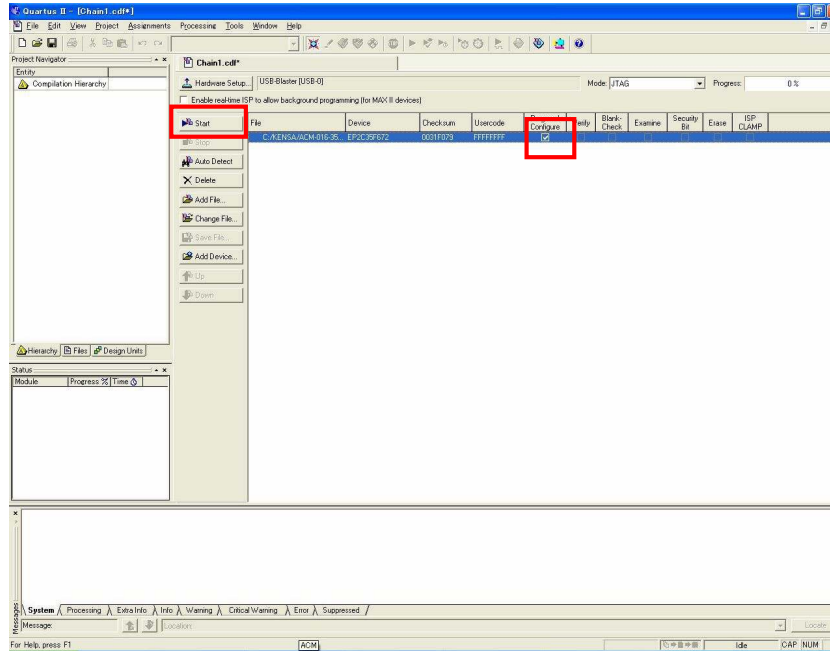 Quartus II - [Chain1.cdf*]
File Edit View Project Assignments Processing Tools Window Help
Project Navigator
Entity
Compilation Hierarchy
Hierarchy Files Design Units
Status
Module Progress % Time
Chain1.cdf*
Hardware Setup... USB-Blaster [USB-0] Mode: JTAG Progress: 0 %
Enable real-time ISP to allow background programming (for MAX II devices)
Start
Stop
Auto Detect
Delete
Add File...
Change File...
Save File...
Add Device...
Up
Down
File Device Checksum Usercode Configure Blank-Check Examine Security Bit Erase ISP CLAMP
C:/KENSA/ACM-016-35... EP2C35F672 0031F079 FFFFFFFF
Messages
System Processing Extra Info Info Warning Critical Warning Error Suppressed
Message: Location: Locate
For Help, press F1 ACM Idle CAP NUM